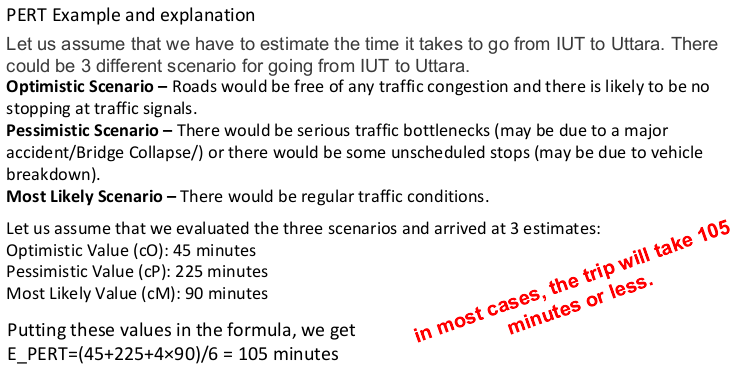 PERT Example and explanation
Let us assume that we have to estimate the time it takes to go from IUT to Uttara. There
could be 3 different scenario for going from IUT to Uttara.
Optimistic Scenario – Roads would be free of any traffic congestion and there is likely to be no
stopping at traffic signals.
Pessimistic Scenario – There would be serious traffic bottlenecks (may be due to a major
accident/Bridge Collapse/) or there would be some unscheduled stops (may be due to vehicle
breakdown).
Most Likely Scenario – There would be regular traffic conditions.
Let us assume that we evaluated the three scenarios and arrived at 3 estimates:
Optimistic Value (cO): 45 minutes
Pessimistic Value (cP): 225 minutes
Most Likely Value (cM): 90 minutes
in most cases, the trip will take 105
minutes or less.
Putting these values in the formula, we get
E_PERT=(45+225+4×90)/6 = 105 minutes